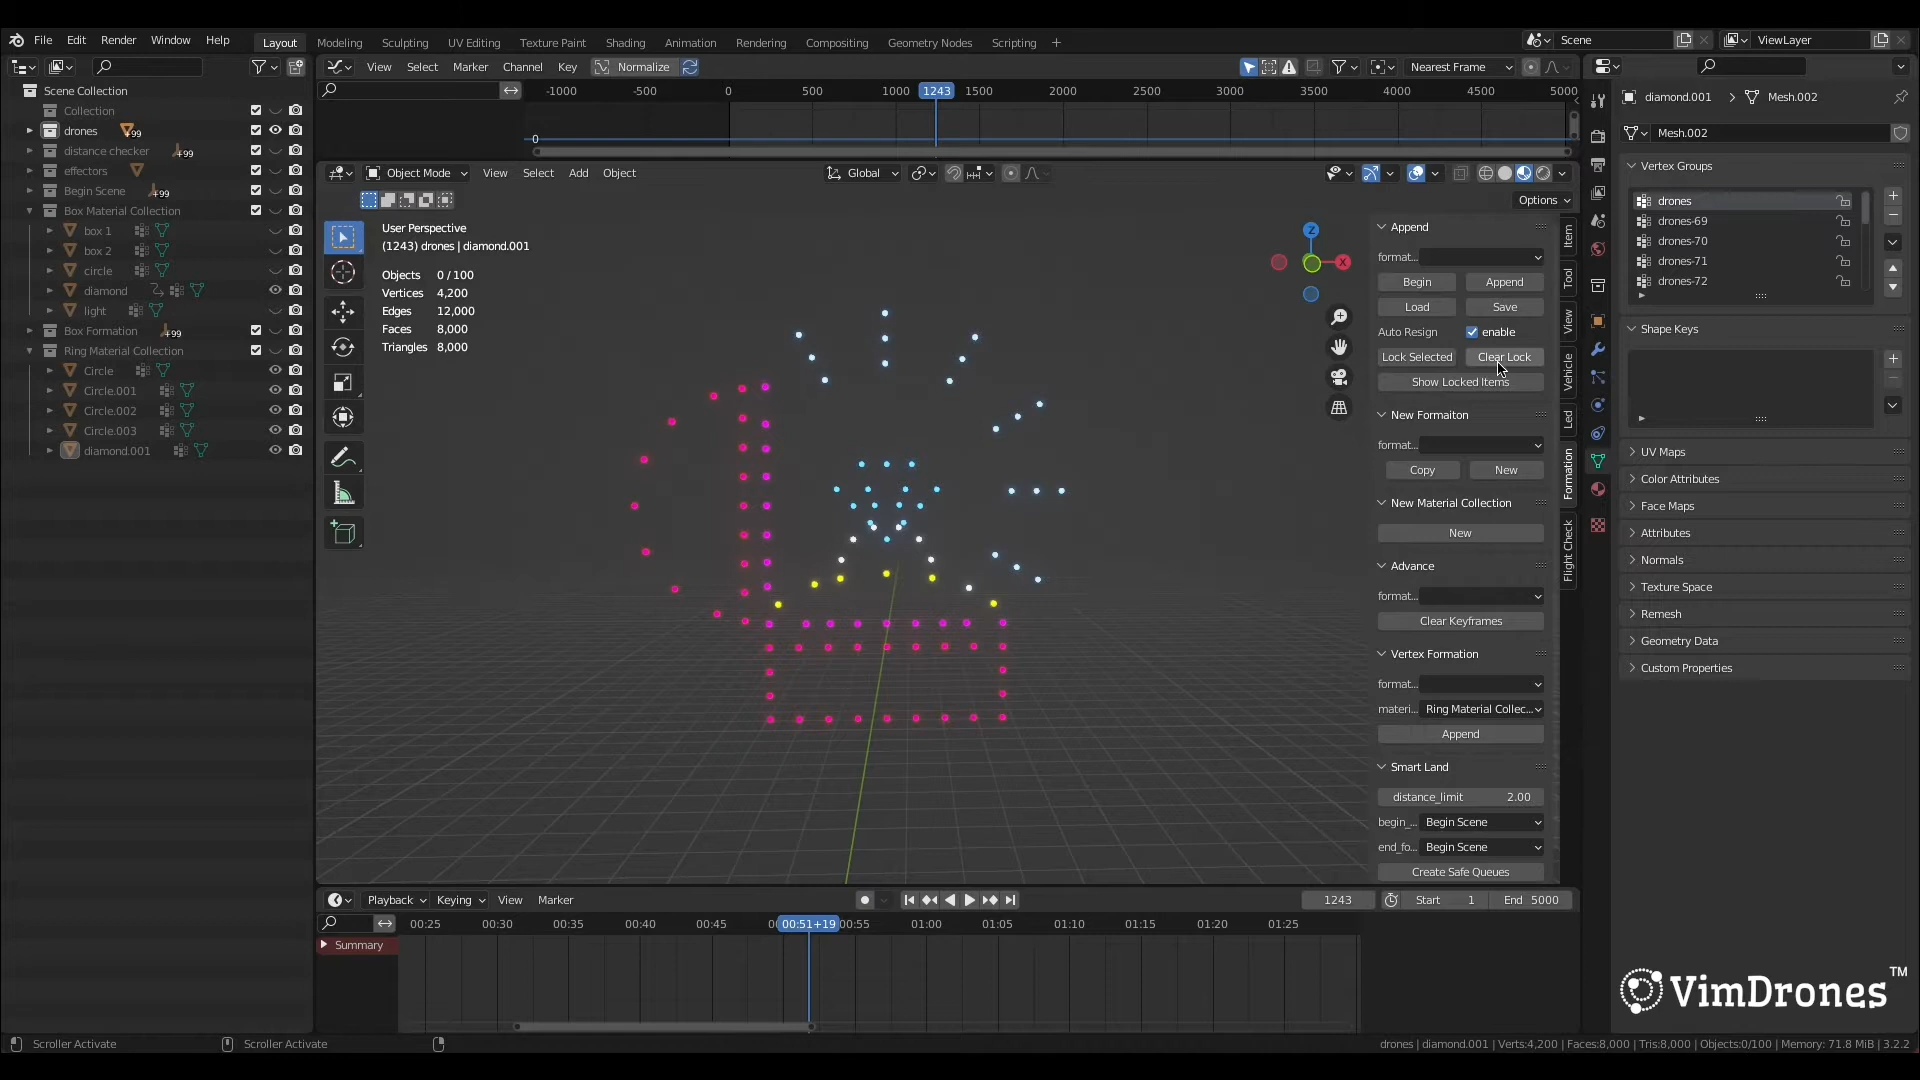 File Edit Render Window Help Layout Modeling Sculpting UV Editing Texture Paint Shading Animation Rendering Compositing Geometry Nodes Scripting + Scene ViewLayer
View Select Marker Channel Key Normalize Nearest Frame
Scene Collection
Collection
drones +99
distance checker +99
effectors
Begin Scene +99
Box Material Collection
box 1
box 2
circle
diamond
light
Box Formation +99
Ring Material Collection
Circle
Circle.001
Circle.002
Circle.003
diamond.001
-1000 -500 0 500 1000 1243 1500 2000 2500 3000 3500 4000 4500 5000
0
Object Mode View Select Add Object Global
Options
User Perspective
(1243) drones | diamond.001
Objects 0 / 100
Vertices 4,200
Edges 12,000
Faces 8,000
Triangles 8,000
Z
X
Append
format...
Begin Append
Load Save
Auto Resign enable
Lock Selected Clear Lock
Show Locked Items
New Formaiton
format...
Copy New
New Material Collection
New
Advance
format...
Clear Keyframes
Vertex Formation
format...
materi... Ring Material Collec...
Append
Smart Land
distance_limit 2.00
begin_... Begin Scene
end_fo... Begin Scene
Create Safe Queues
Item
Tool
View
Vehicle
Led
Formation
Flight Check
diamond.001 Mesh.002
Mesh.002
Vertex Groups
drones
drones-69
drones-70
drones-71
drones-72
Shape Keys
UV Maps
Color Attributes
Face Maps
Attributes
Normals
Texture Space
Remesh
Geometry Data
Custom Properties
Playback Keying View Marker 1243 Start 1 End 5000
00:25 00:30 00:35 00:40 00:45 00:51+19 00:55 01:00 01:05 01:10 01:15 01:20 01:25
Summary
VimDrones™
Scroller Activate Scroller Activate
drones | diamond.001 | Verts:4,200 | Faces:8,000 | Tris:8,000 | Objects:0/100 | Memory: 71.8 MiB | 3.2.2